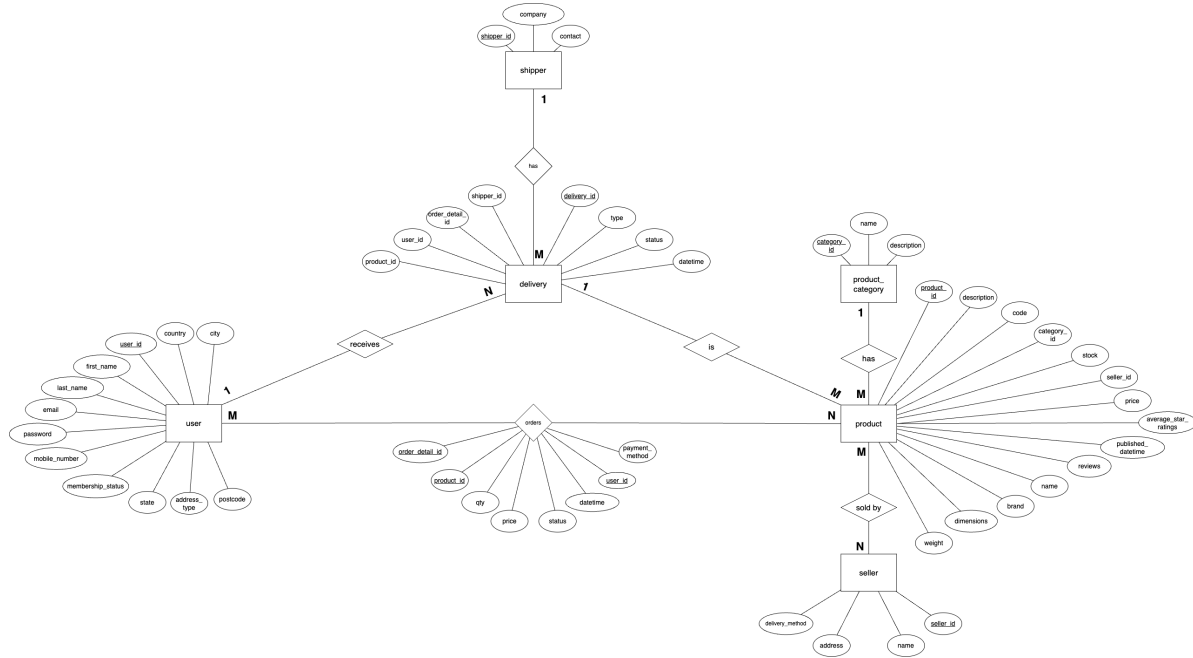 company
shipper_id
contact
shipper
1
has
shipper_id
delivery_id
order_detail_
id
type
user_id
status
product_id
datetime
M
delivery
N
1
name
category_
id
description
product_
category
1
has
M
product_
id
description
code
category_
id
stock
seller_id
price
average_star_
ratings
published_
datetime
reviews
name
brand
dimensions
weight
receives
is
1
M
user_id
country
city
first_name
last_name
email
password
mobile_number
membership_status
state
address_
type
postcode
user
M
orders
N
product
order_detail_id
product_id
qty
price
status
datetime
user_id
payment_
method
M
sold by
N
seller
delivery_method
address
name
seller_id